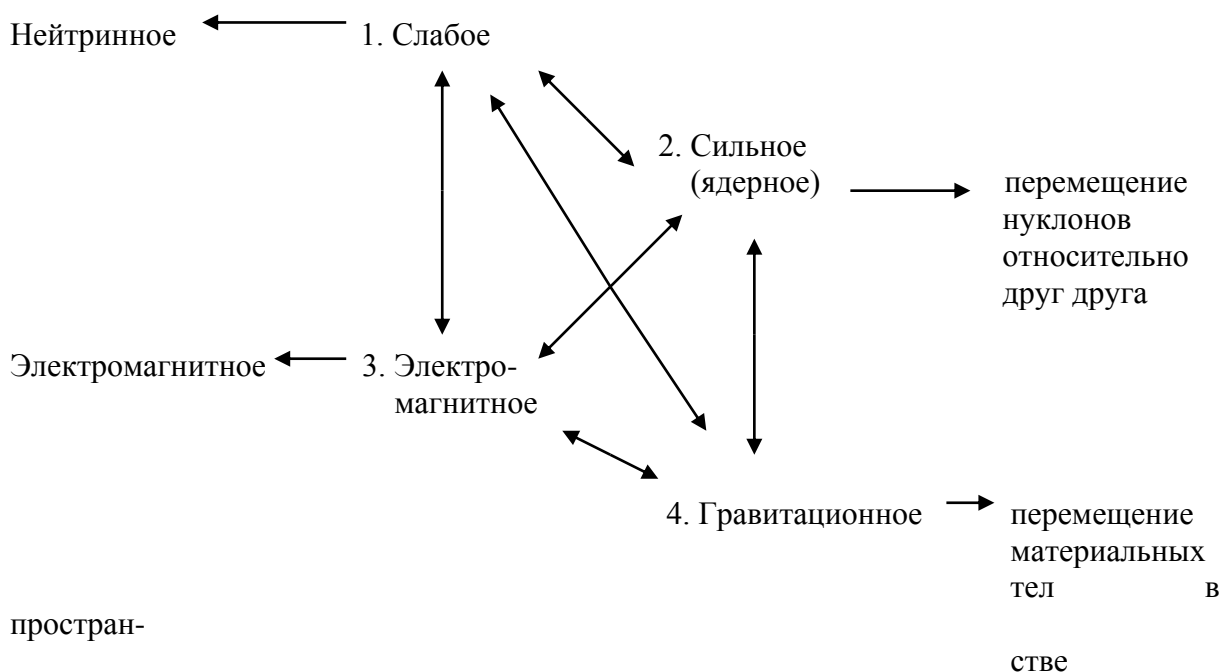 Нейтринное 1. Слабое
2. Сильное
(ядерное)
перемещение
нуклонов
относительно
друг друга
Электромагнитное 3. Электро-
магнитное
4. Гравитационное
перемещение
материальных
тел в
простран-
стве